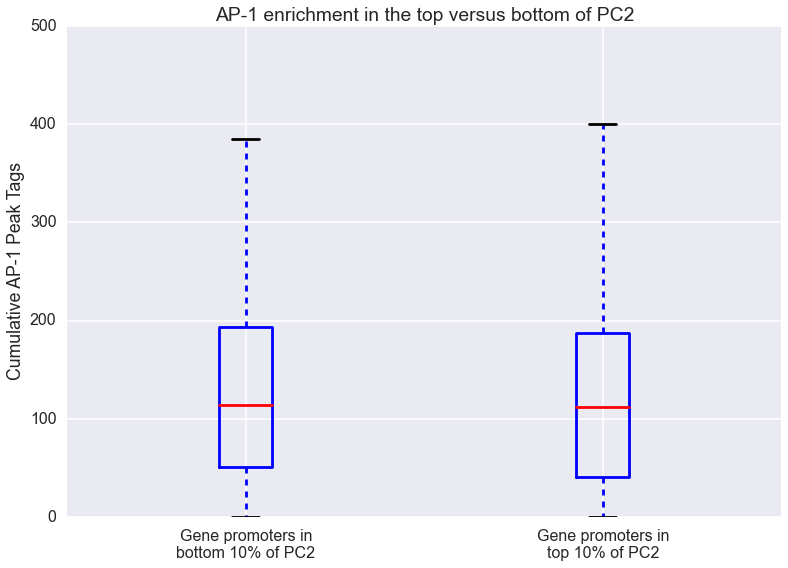 AP-1 enrichment in the top versus bottom of PC2
Cumulative AP-1 Peak Tags
500
400
300
200
100
0
Gene promoters in
bottom 10% of PC2
Gene promoters in
top 10% of PC2